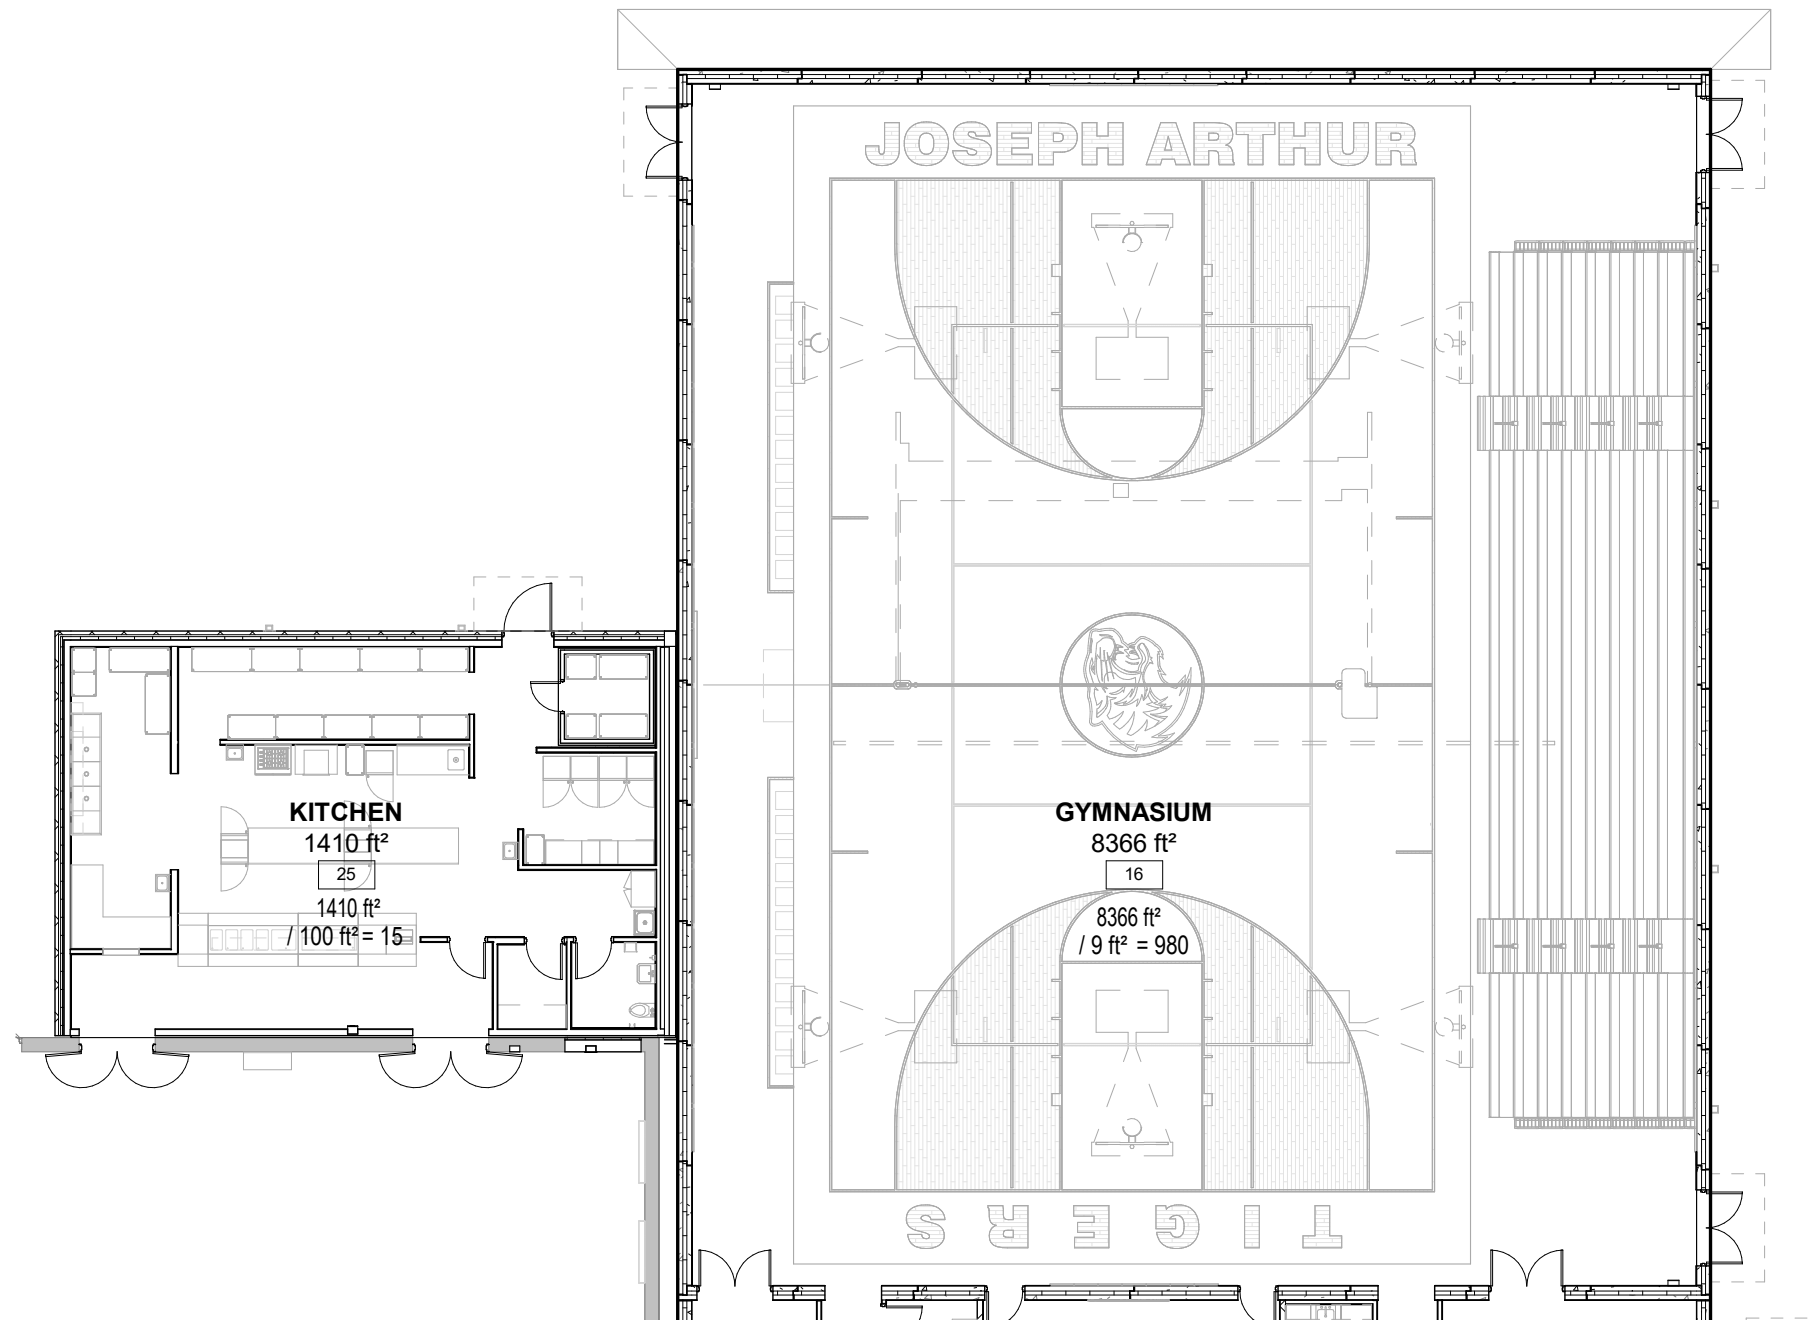 JOSEPH ARTHUR
KITCHEN
1410 ft²
25
1410 ft²
/ 100 ft² = 15
GYMNASIUM
8366 ft²
16
8366 ft²
/ 9 ft² = 980
TIGERS